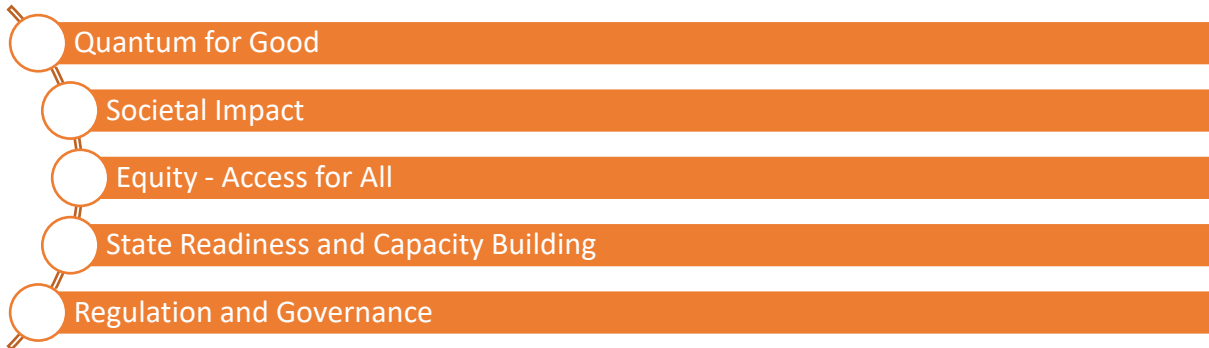 Quantum for Good
Societal Impact
Equity - Access for All
State Readiness and Capacity Building
Regulation and Governance